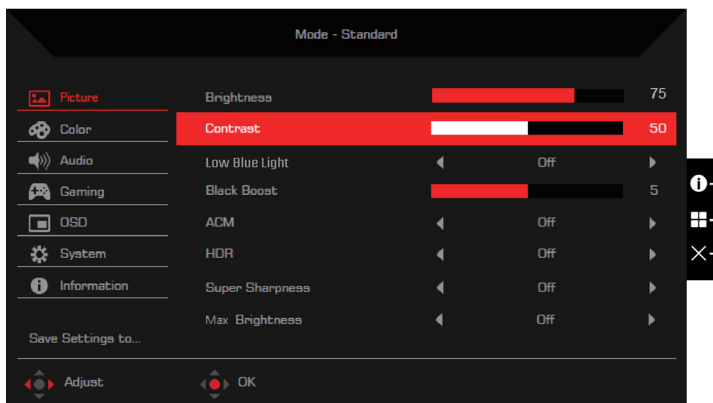 Mode - Standard
Picture
Brightness 75
Color
Contrast 50
Audio
Low Blue Light Off
Gaming
Black Boost 5
OSD
ACM Off
System
HDR Off
Information
Super Sharpness Off
Max Brightness Off
Save Settings to...
Adjust OK